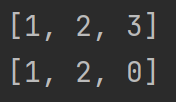 [1, 2, 3]
[1, 2, 0]